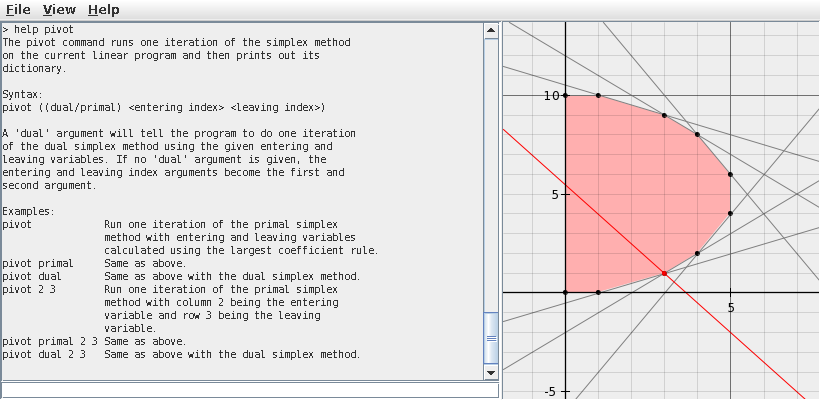 File View Help
> help pivot
The pivot command runs one iteration of the simplex method
on the current linear program and then prints out its
dictionary.
Syntax:
pivot ((dual/primal) <entering index> <leaving index>)
A 'dual' argument will tell the program to do one iteration
of the dual simplex method using the given entering and
leaving variables. If no 'dual' argument is given, the
entering and leaving index arguments become the first and
second argument.
Examples:
pivot Run one iteration of the primal simplex
method with entering and leaving variables
calculated using the largest coefficient rule.
pivot primal Same as above.
pivot dual Same as above with the dual simplex method.
pivot 2 3 Run one iteration of the primal simplex
method with column 2 being the entering
variable and row 3 being the leaving
variable.
pivot primal 2 3 Same as above.
pivot dual 2 3 Same as above with the dual simplex method.
10
5
5
-5